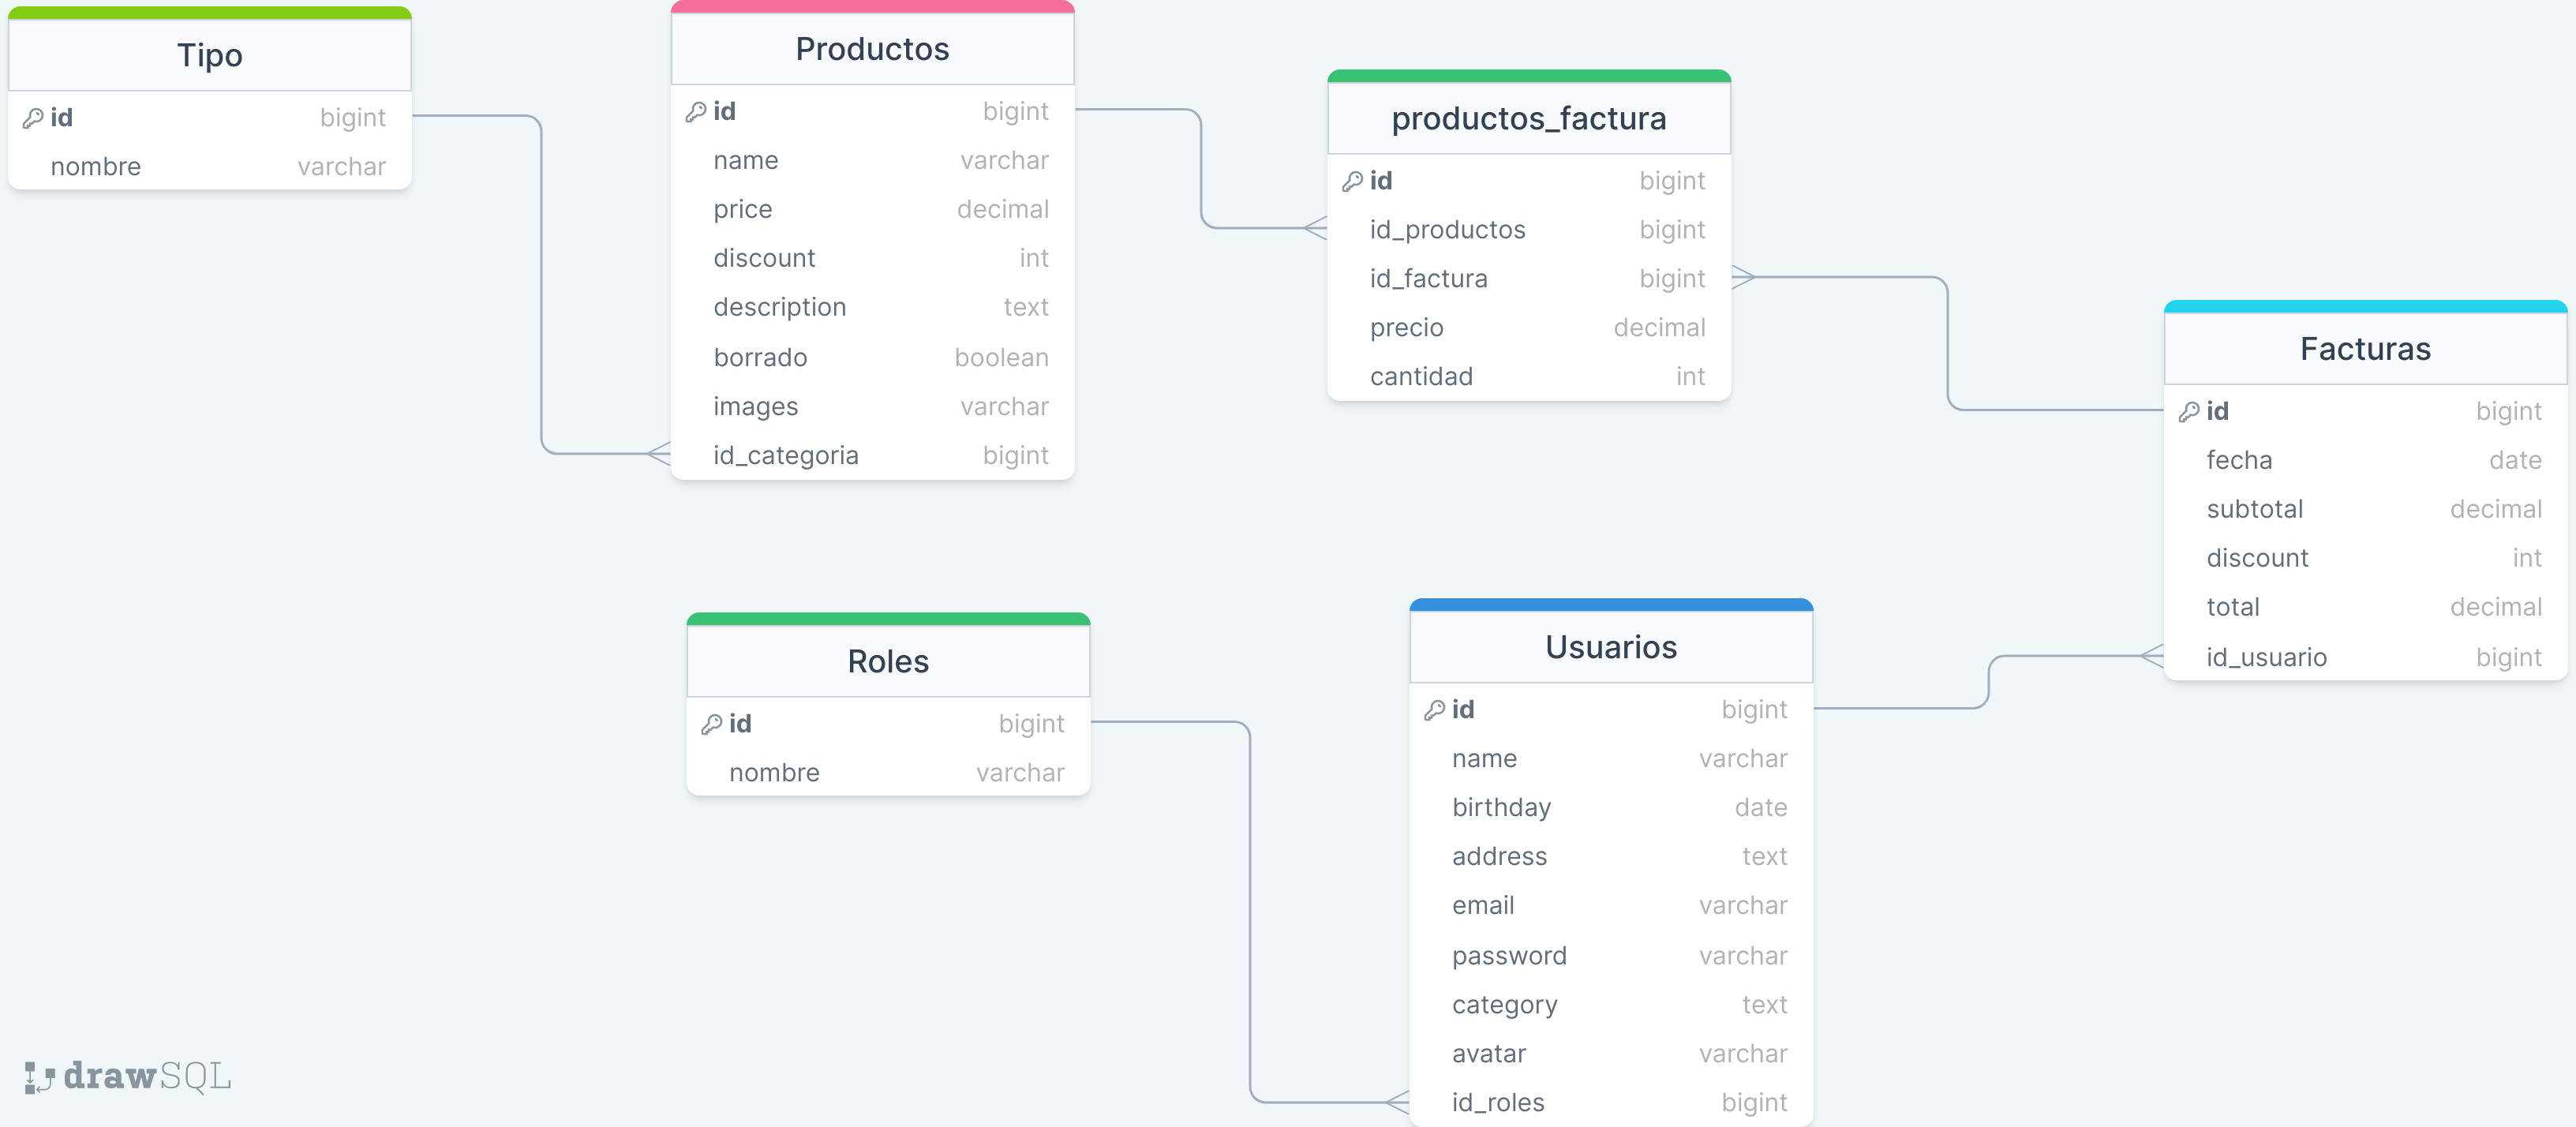 Tipo
id bigint
nombre varchar
Productos
id bigint
name varchar
price decimal
discount int
description text
borrado boolean
images varchar
id_categoria bigint
productos_factura
id bigint
id_productos bigint
id_factura bigint
precio decimal
cantidad int
Facturas
id bigint
fecha date
subtotal decimal
discount int
total decimal
id_usuario bigint
Roles
id bigint
nombre varchar
Usuarios
id bigint
name varchar
birthday date
address text
email varchar
password varchar
category text
avatar varchar
id_roles bigint
drawSQL